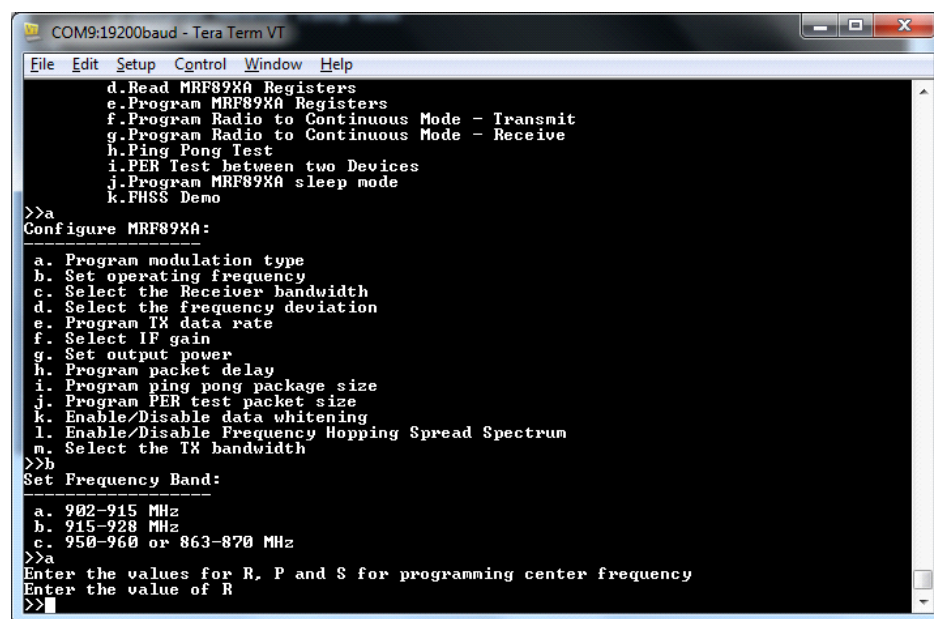 COM9:19200baud - Tera Term VT
File Edit Setup Control Window Help
d.Read MRF89XA Registers
e.Program MRF89XA Registers
f.Program Radio to Continuous Mode - Transmit
g.Program Radio to Continuous Mode - Receive
h.Ping Pong Test
i.PER Test between two Devices
j.Program MRF89XA sleep mode
k.FHSS Demo
>>a
Configure MRF89XA:
------------------
a. Program modulation type
b. Set operating frequency
c. Select the Receiver bandwidth
d. Select the frequency deviation
e. Program TX data rate
f. Select IF gain
g. Set output power
h. Program packet delay
i. Program ping pong package size
j. Program PER test packet size
k. Enable/Disable data whitening
l. Enable/Disable Frequency Hopping Spread Spectrum
m. Select the TX bandwidth
>>b
Set Frequency Band:
-------------------
a. 902-915 MHz
b. 915-928 MHz
c. 950-960 or 863-870 MHz
>>a
Enter the values for R, P and S for programming center frequency
Enter the value of R
>>